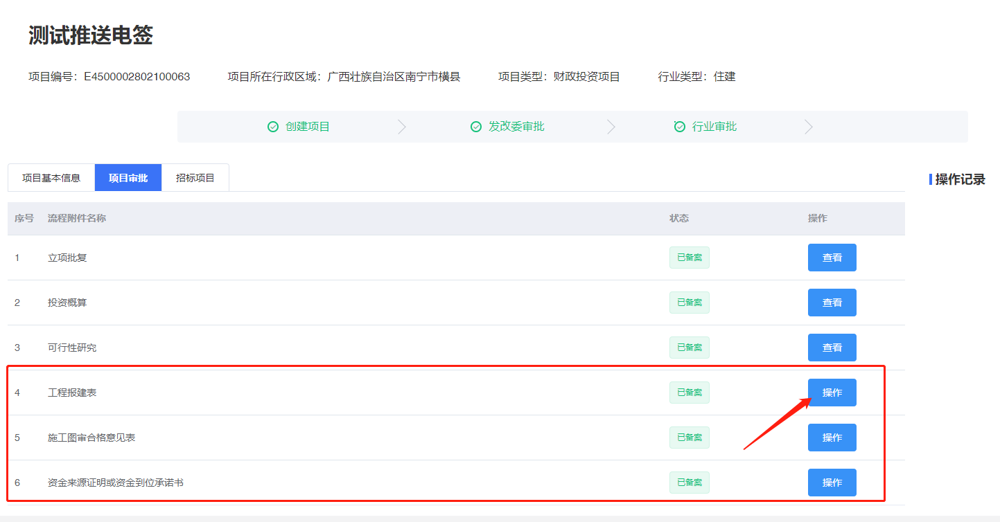 测试推送电签
项目编号：E4500002802100063 项目所在行政区域：广西壮族自治区南宁市横县 项目类型：财政投资项目 行业类型：住建
创建项目 发改委审批 行业审批
项目基本信息 项目审批 招标项目
操作记录
序号 流程附件名称 状态 操作
1 立项批复 已备案 查看
2 投资概算 已备案 查看
3 可行性研究 已备案 查看
4 工程报建表 已备案 操作
5 施工图审合格意见表 已备案 操作
6 资金来源证明或资金到位承诺书 已备案 操作